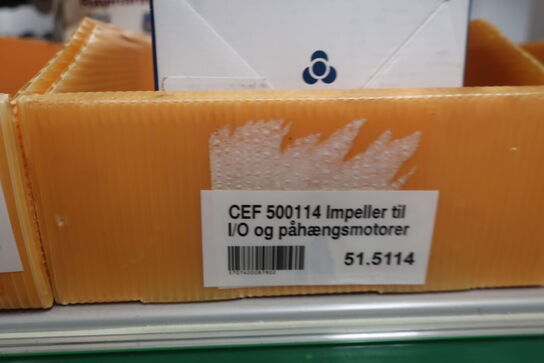 CEF 500114 Impeller til
I/O og påhængsmotorer
51.5114